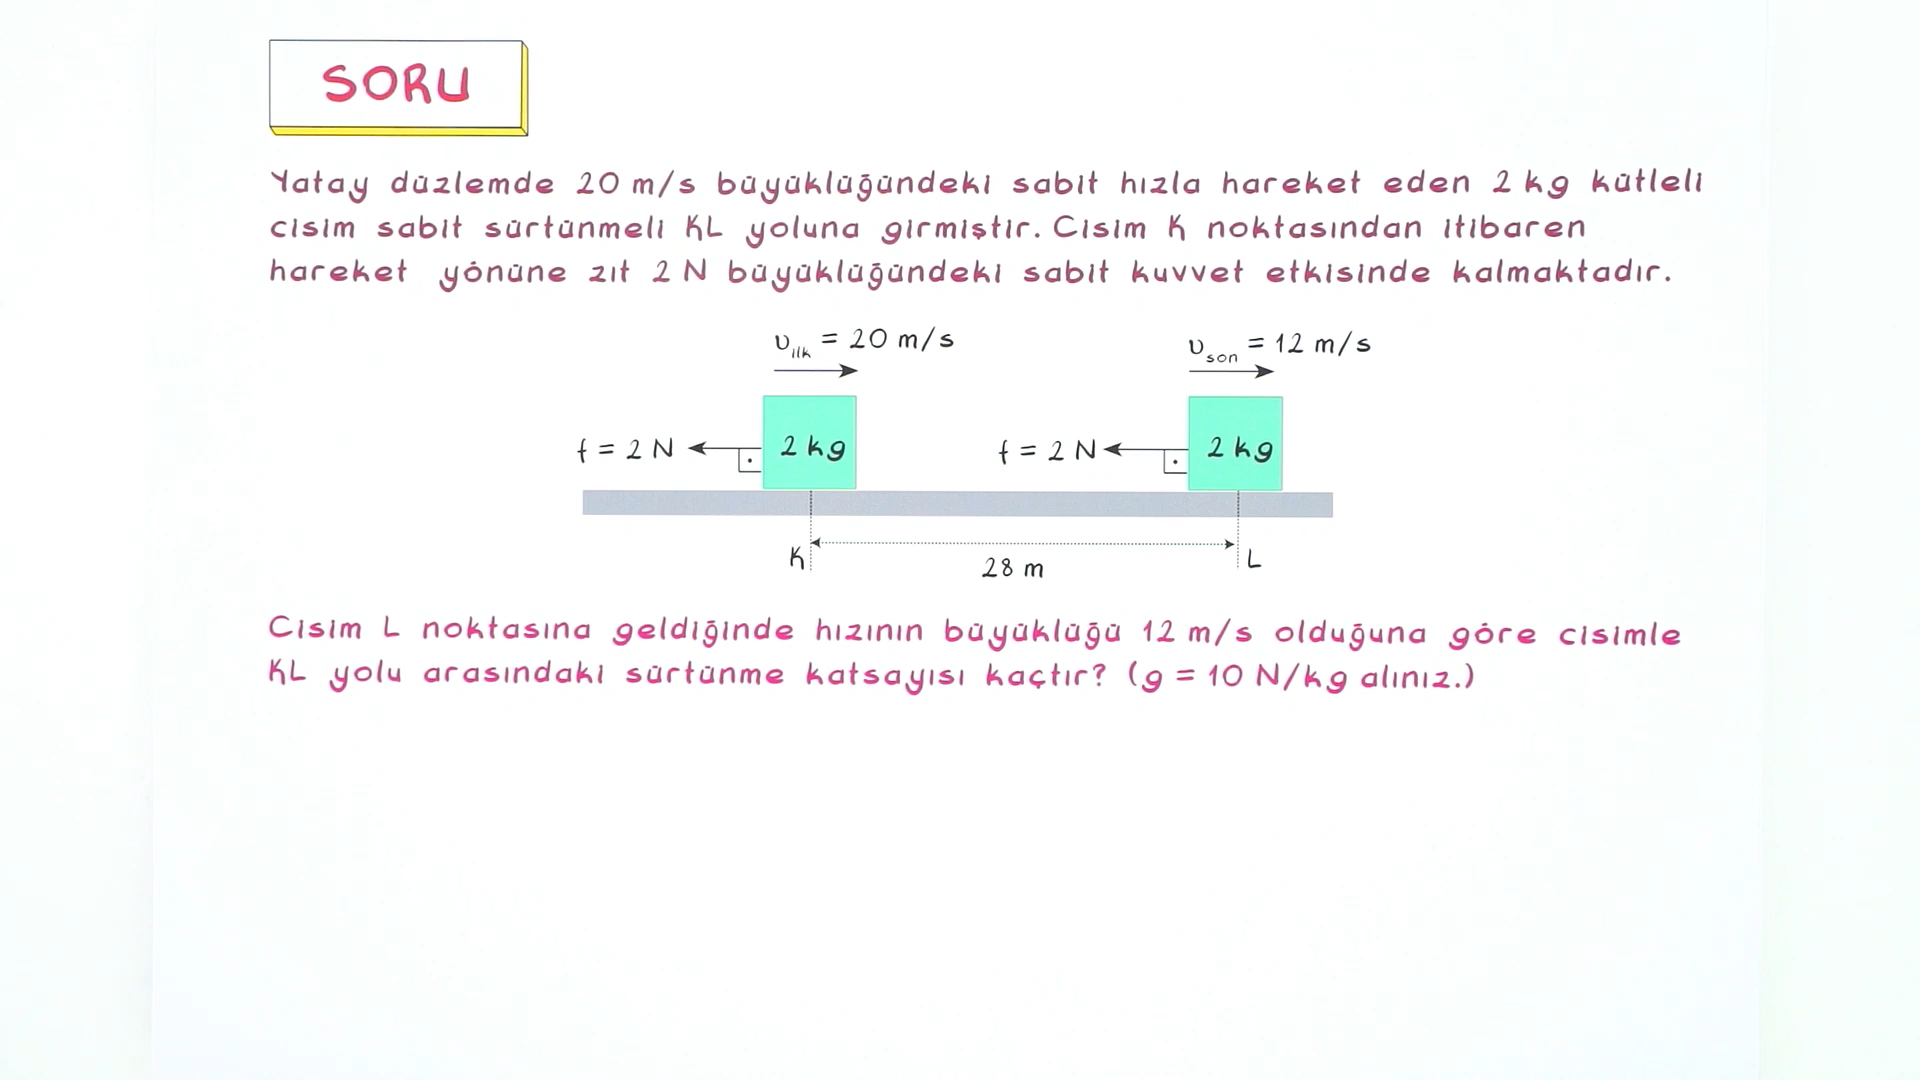 SORU
Yatay düzlemde 20 m/s büyüklüğündeki sabit hızla hareket eden 2 kg kütleli
cisim sabit sürtünmeli KL yoluna girmiştir. Cisim K noktasından itibaren
hareket yönüne zıt 2 N büyüklüğündeki sabit kuvvet etkisinde kalmaktadır.
υilk = 20 m/s
υson = 12 m/s
f = 2 N
2 kg
f = 2 N
2 kg
K
28 m
L
Cisim L noktasına geldiğinde hızının büyüklüğü 12 m/s olduğuna göre cisimle
KL yolu arasındaki sürtünme katsayısı kaçtır? (g = 10 N/kg alınız.)